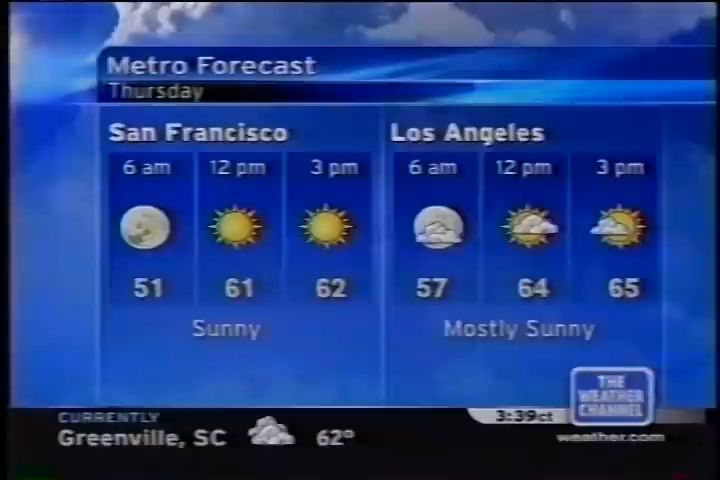 Metro Forecast
Thursday
San Francisco
6 am 12 pm 3 pm
51 61 62
Sunny
Los Angeles
6 am 12 pm 3 pm
57 64 65
Mostly Sunny
THE
WEATHER
CHANNEL
CURRENTLY
Greenville, SC 62°
3:39CT
weather.com